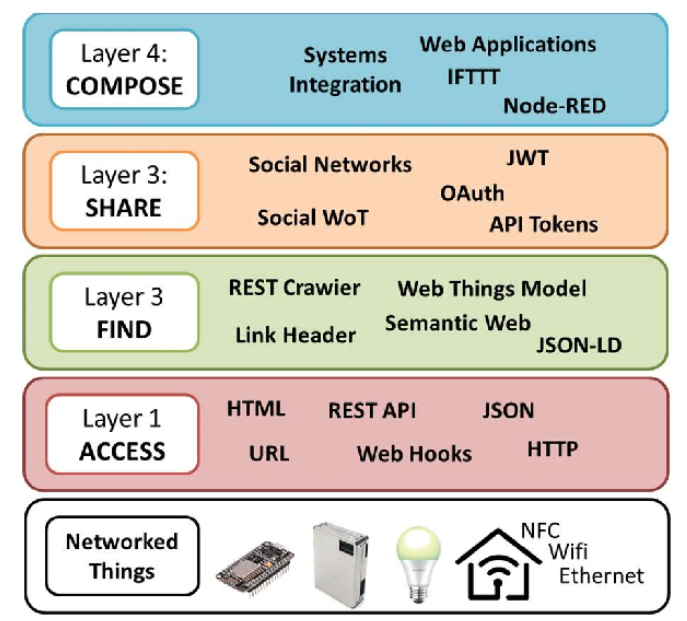 Layer 4:
COMPOSE
Systems
Integration
Web Applications
IFTTT
Node-RED
Layer 3:
SHARE
Social Networks
JWT
OAuth
Social WoT
API Tokens
Layer 3
FIND
REST Crawier
Web Things Model
Link Header
Semantic Web
JSON-LD
Layer 1
ACCESS
HTML
REST API
JSON
URL
Web Hooks
HTTP
Networked
Things
NFC
Wifi
Ethernet